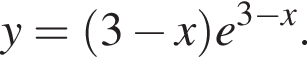 y = (3 − x)e^{3−x}.